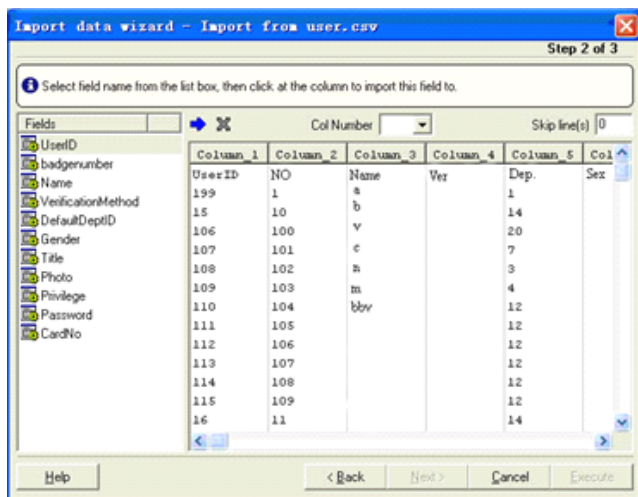 Import data wizard - Import from user.csv
Step 2 of 3
Select field name from the list box, then click at the column to import this field to.
Fields
Col Number
Skip line(s) 0
UserID
badgenumber
Name
VerificationMethod
DefaultDeptID
Gender
Title
Photo
Privilege
Password
CardNo
Column_1 Column_2 Column_3 Column_4 Column_5 Col
UserID NO Name Ver Dep. Sex
199 1 a 1
15 10 b 14
106 100 v 20
107 101 c 7
108 102 n 3
109 103 m 4
110 104 bbv 12
111 105 12
112 106 12
113 107 12
114 108 12
115 109 12
16 11 14
Help
< Back
Next >
Cancel
Execute